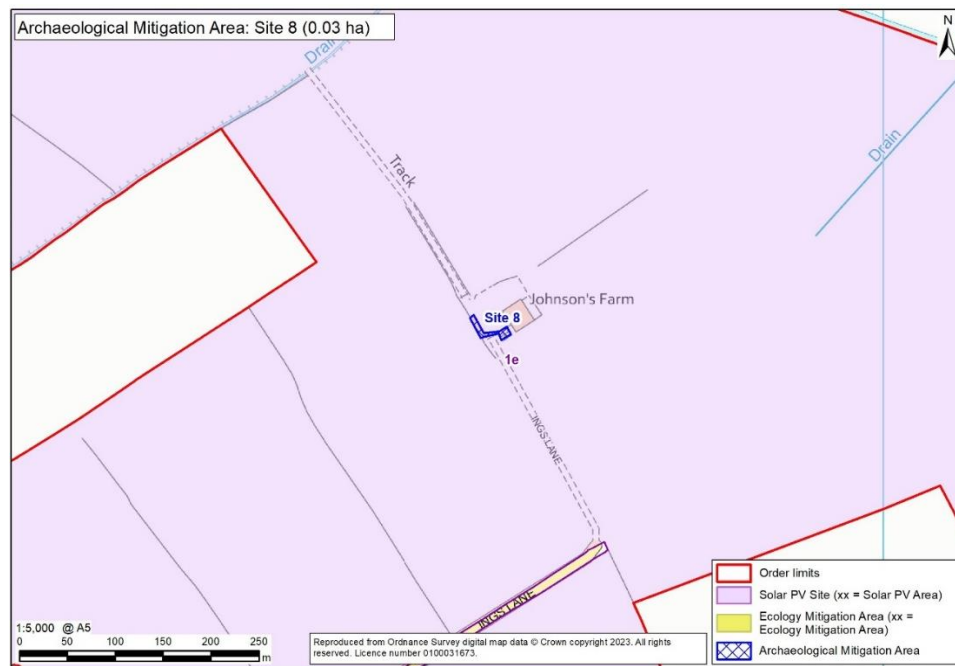 Archaeological Mitigation Area: Site 8 (0.03 ha)
N
Drain
Drain
Track
Johnson's Farm
Site 8
1e
INGS LANE
INGS LANE
Order limits
Solar PV Site (xx = Solar PV Area)
Ecology Mitigation Area (xx =
Ecology Mitigation Area)
Archaeological Mitigation Area
1:5,000 @ A5
0 50 100 150 200 250
m
Reproduced from Ordnance Survey digital map data © Crown copyright 2023. All rights
reserved. Licence number 0100031673.